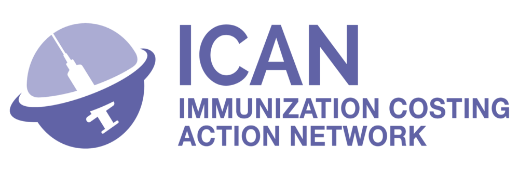 ICAN
IMMUNIZATION COSTING
ACTION NETWORK